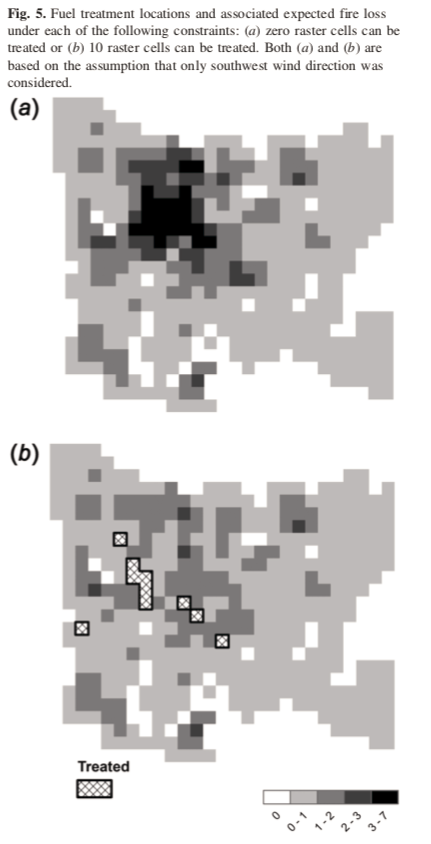 Fig. 5. Fuel treatment locations and associated expected fire loss
under each of the following constraints: (a) zero raster cells can be
treated or (b) 10 raster cells can be treated. Both (a) and (b) are
based on the assumption that only southwest wind direction was
considered.
(a)
(b)
Treated
0
0-1
1-2
2-3
3-7